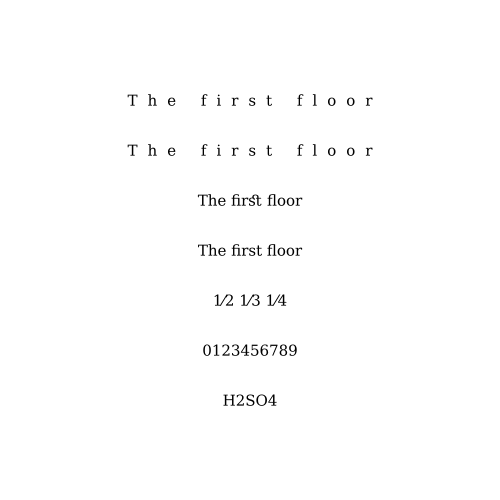 The first floor
The first floor
The first floor
The first floor
1⁄2 1⁄3 1⁄4
0123456789
H2SO4